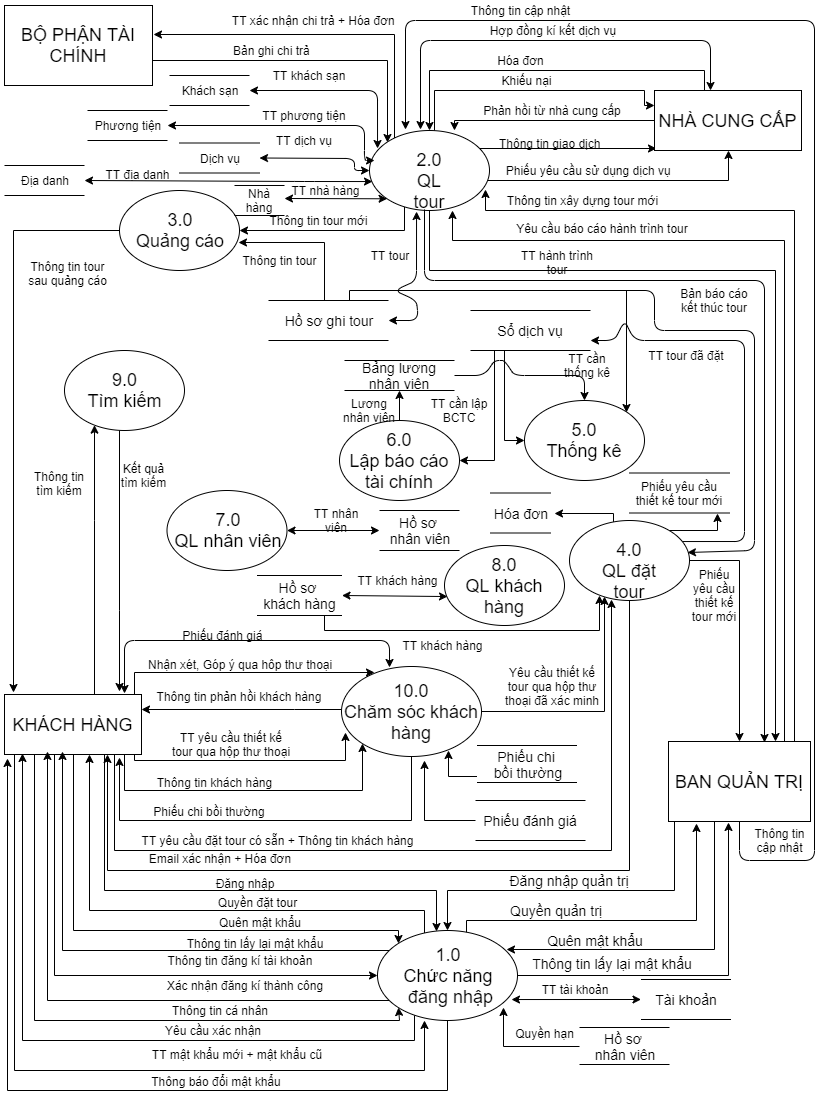 Thông tin cập nhật
BỘ PHẬN TÀI
CHÍNH
TT xác nhận chi trả + Hóa đơn
Hợp đồng kí kết dịch vụ
Bản ghi chi trả
Hóa đơn
TT khách sạn
Khiếu nại
Khách sạn
Phản hồi từ nhà cung cấp
NHÀ CUNG CẤP
TT phương tiện
Phương tiện
TT dịch vụ
Thông tin giao dịch
Dịch vụ
2.0
QL
tour
Phiếu yêu cầu sử dụng dịch vụ
TT địa danh
Địa danh
TT nhà hàng
Nhà
hàng
Thông tin xây dựng tour mới
3.0
Quảng cáo
Thông tin tour mới
Yêu cầu báo cáo hành trình tour
Thông tin tour
sau quảng cáo
Thông tin tour
TT tour
TT hành trình
tour
Bản báo cáo
kết thúc tour
Hồ sơ ghi tour
Sổ dịch vụ
TT cần
thống kê
TT tour đã đặt
Bảng lương
nhân viên
9.0
Tìm kiếm
Lương
nhân viên
TT cần lập
BCTC
5.0
Thống kê
6.0
Lập báo cáo
tài chính
Thông tin
tìm kiếm
Kết quả
tìm kiếm
Phiếu yêu cầu
thiết kế tour mới
7.0
QL nhân viên
TT nhân
viên
Hồ sơ
nhân viên
Hóa đơn
4.0
QL đặt
tour
8.0
QL khách
hàng
TT khách hàng
Hồ sơ
khách hàng
Phiếu
yêu cầu
thiết kế
tour mới
Phiếu đánh giá
TT khách hàng
Nhận xét, Góp ý qua hộp thư thoại
Yêu cầu thiết kế
tour qua hộp thư
thoại đã xác minh
10.0
Chăm sóc khách
hàng
Thông tin phản hồi khách hàng
KHÁCH HÀNG
TT yêu cầu thiết kế
tour qua hộp thư thoại
Phiếu chi
bồi thường
BAN QUẢN TRỊ
Thông tin khách hàng
Phiếu chi bồi thường
Phiếu đánh giá
TT yêu cầu đặt tour có sẵn + Thông tin khách hàng
Thông tin
cập nhật
Email xác nhận + Hóa đơn
Đăng nhập
Đăng nhập quản trị
Quyền đặt tour
Quyền quản trị
Quên mật khẩu
Quên mật khẩu
Thông tin lấy lại mật khẩu
1.0
Chức năng
đăng nhập
Thông tin lấy lại mật khẩu
Thông tin đăng kí tài khoản
Xác nhận đăng kí thành công
TT tài khoản
Tài khoản
Thông tin cá nhân
Yêu cầu xác nhận
Quyền hạn
Hồ sơ
nhân viên
TT mật khẩu mới + mật khẩu cũ
Thông báo đổi mật khẩu